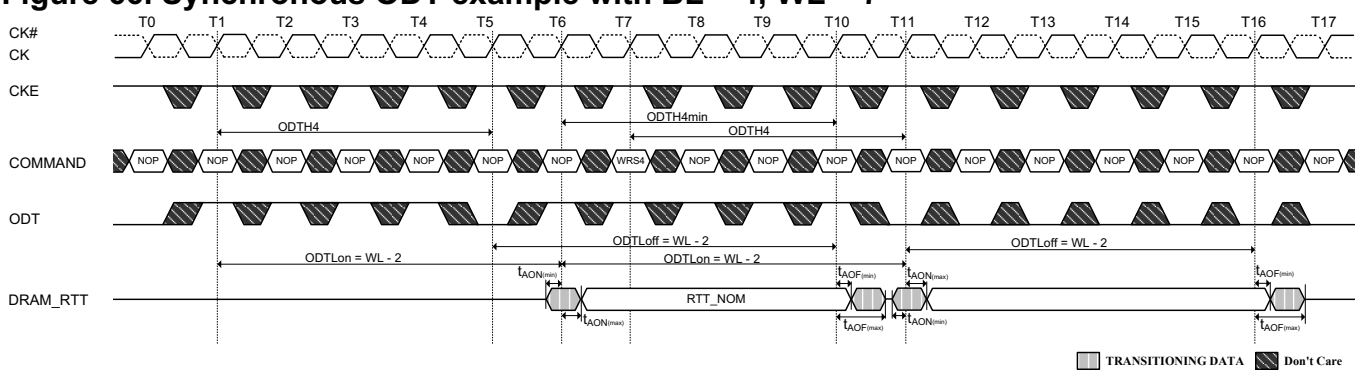 Synchronous ODT example with BL = 4, WL = 7
T0 T1 T2 T3 T4 T5 T6 T7 T8 T9 T10 T11 T12 T13 T14 T15 T16 T17
CK#
CK
CKE
ODTH4 ODTH4min
ODTH4
COMMAND NOP NOP NOP NOP NOP NOP NOP WRS4 NOP NOP NOP NOP NOP NOP NOP NOP NOP NOP
ODT
ODTLoff = WL - 2 ODTLoff = WL - 2
ODTLon = WL - 2 ODTLon = WL - 2
tAON(min) tAOF(min) tAON(max) tAOF(min)
DRAM_RTT RTT_NOM
tAON(max) tAOF(max) tAON(min) tAOF(max)
TRANSITIONING DATA Don't Care